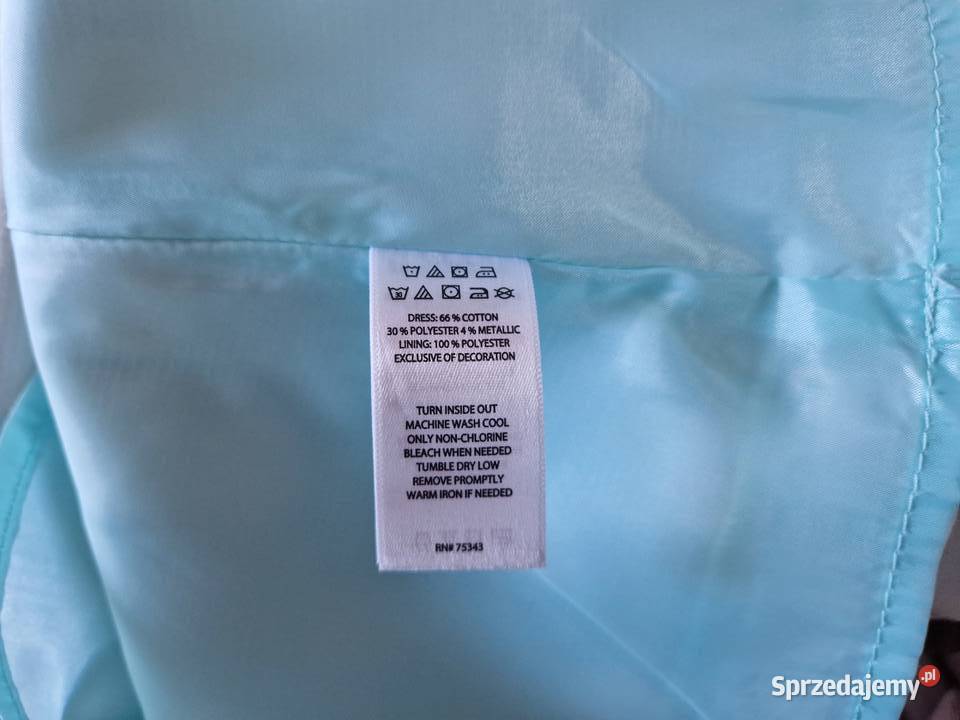 30
DRESS: 66 % COTTON
30 % POLYESTER 4 % METALLIC
LINING: 100 % POLYESTER
EXCLUSIVE OF DECORATION
TURN INSIDE OUT
MACHINE WASH COOL
ONLY NON-CHLORINE
BLEACH WHEN NEEDED
TUMBLE DRY LOW
REMOVE PROMPTLY
WARM IRON IF NEEDED
RN# 75343
Sprzedajemy.pl